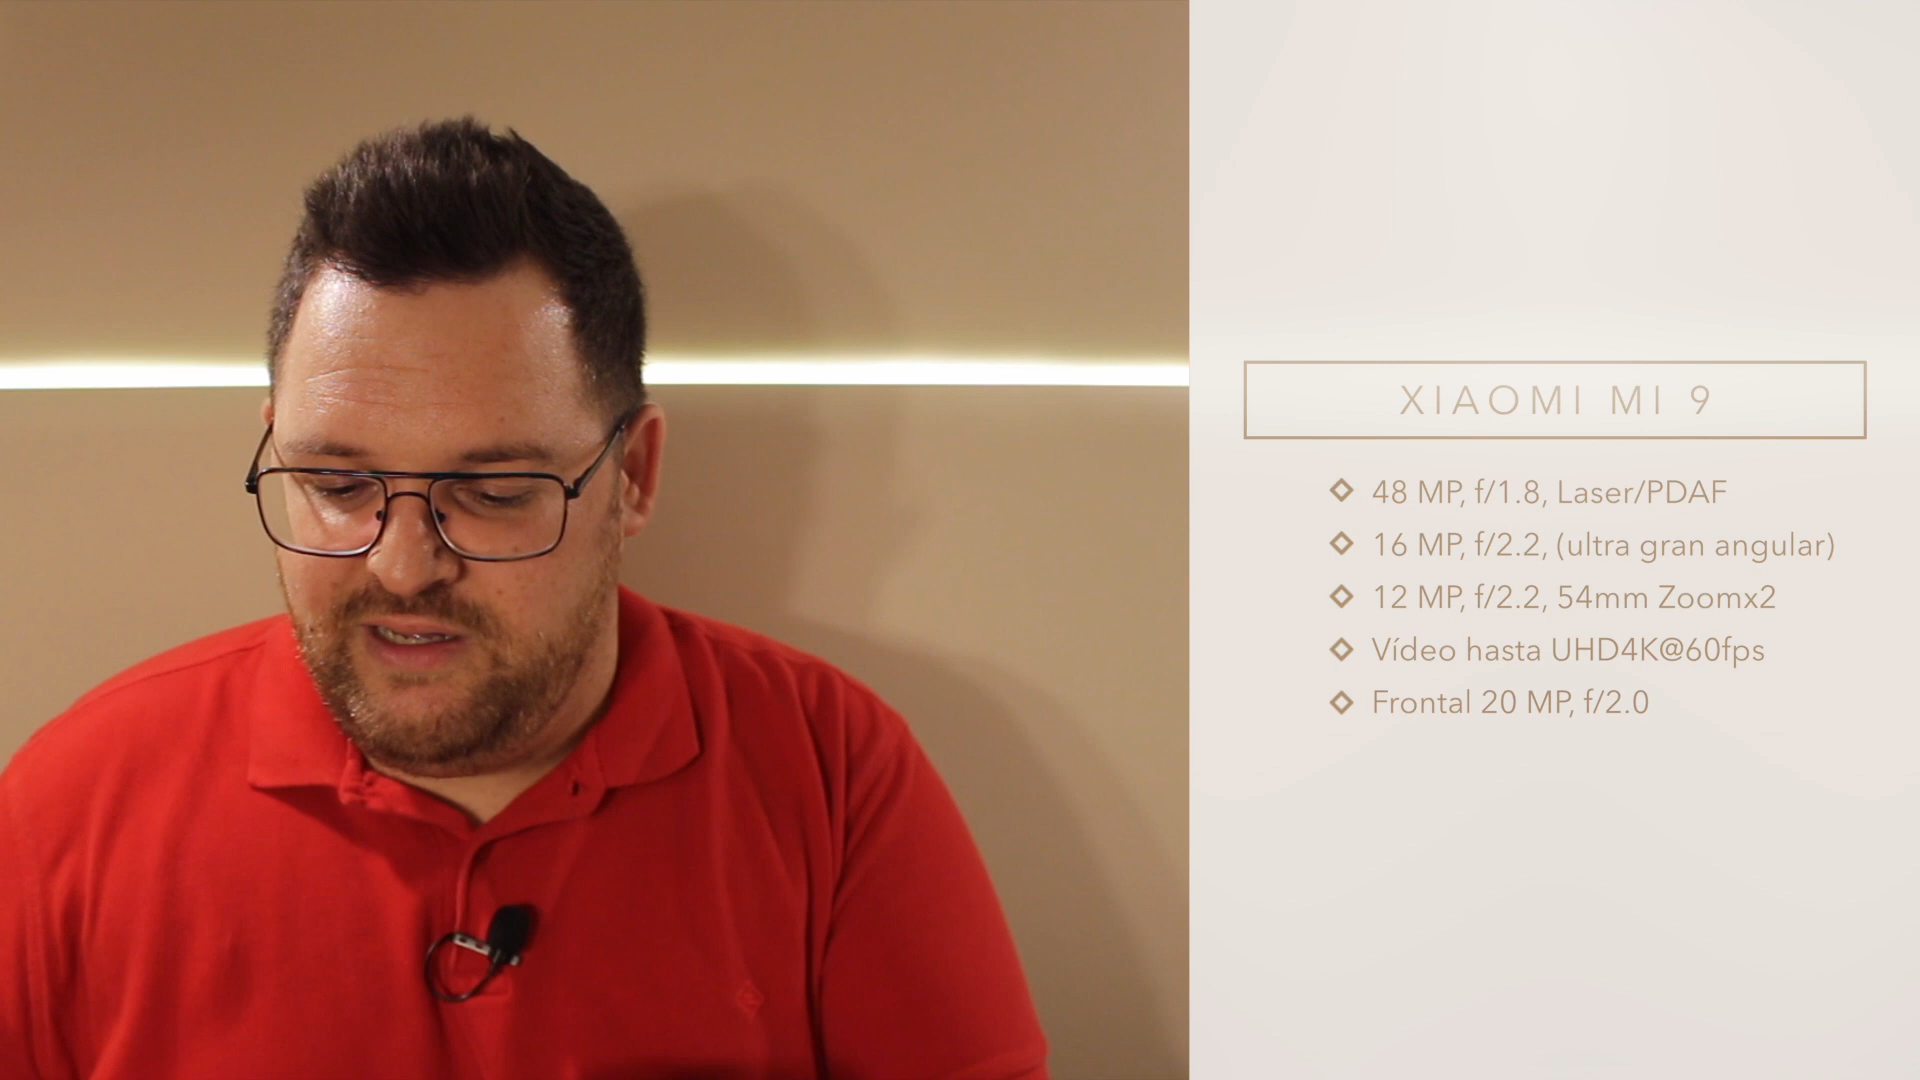 XIAOMI MI 9
48 MP, f/1.8, Laser/PDAF
16 MP, f/2.2, (ultra gran angular)
12 MP, f/2.2, 54mm Zoomx2
Vídeo hasta UHD4K@60fps
Frontal 20 MP, f/2.0